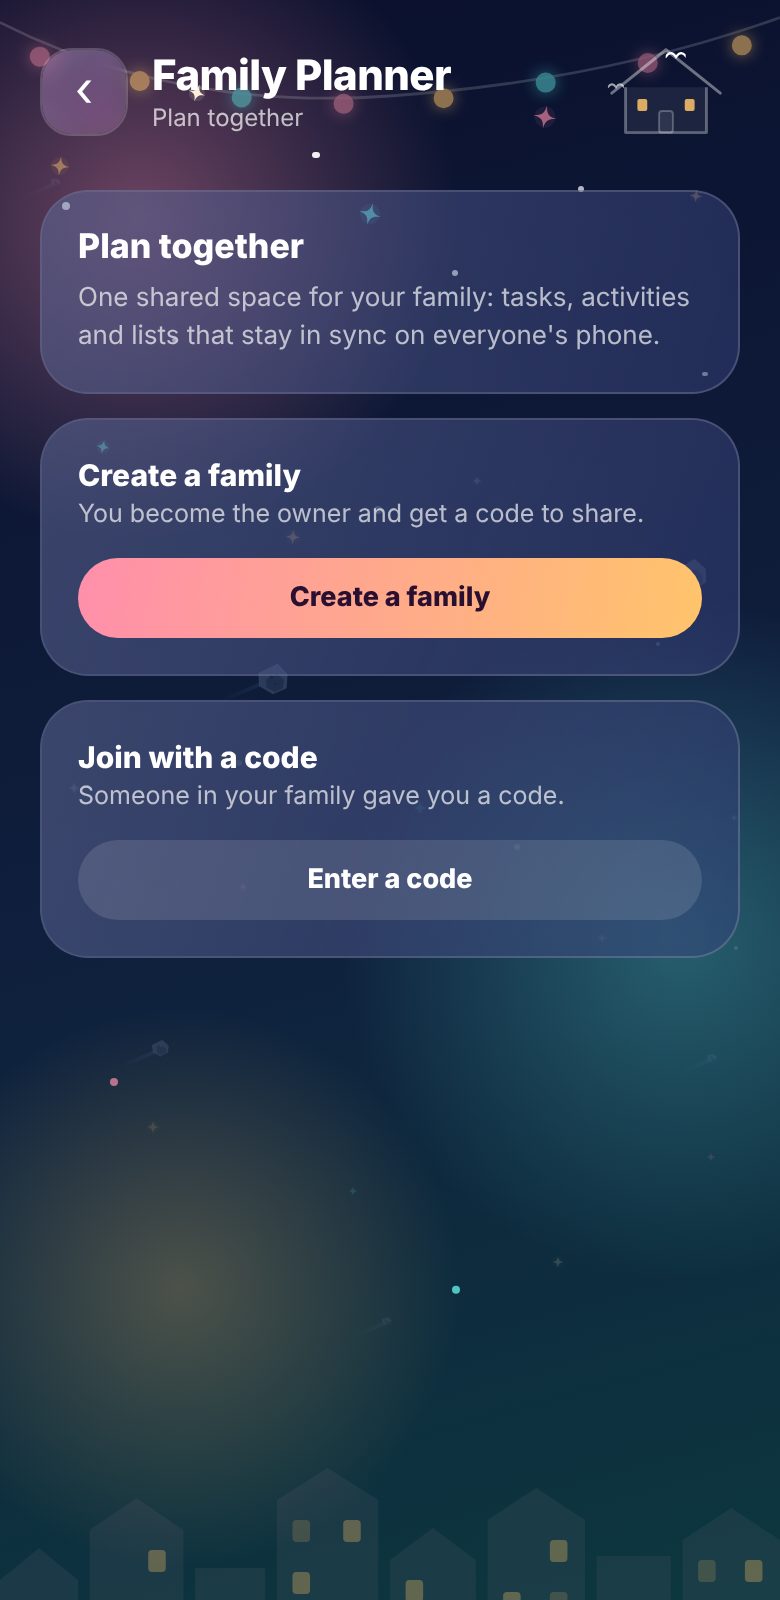 Family Planner
Plan together
Plan together
One shared space for your family: tasks, activities
and lists that stay in sync on everyone's phone.
Create a family
You become the owner and get a code to share.
Create a family
Join with a code
Someone in your family gave you a code.
Enter a code